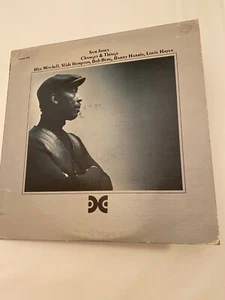 Sam Jones
Changes & Things
Blue Mitchell, Slide Hampton, Bob Berg, Barry Harris, Louis Hayes